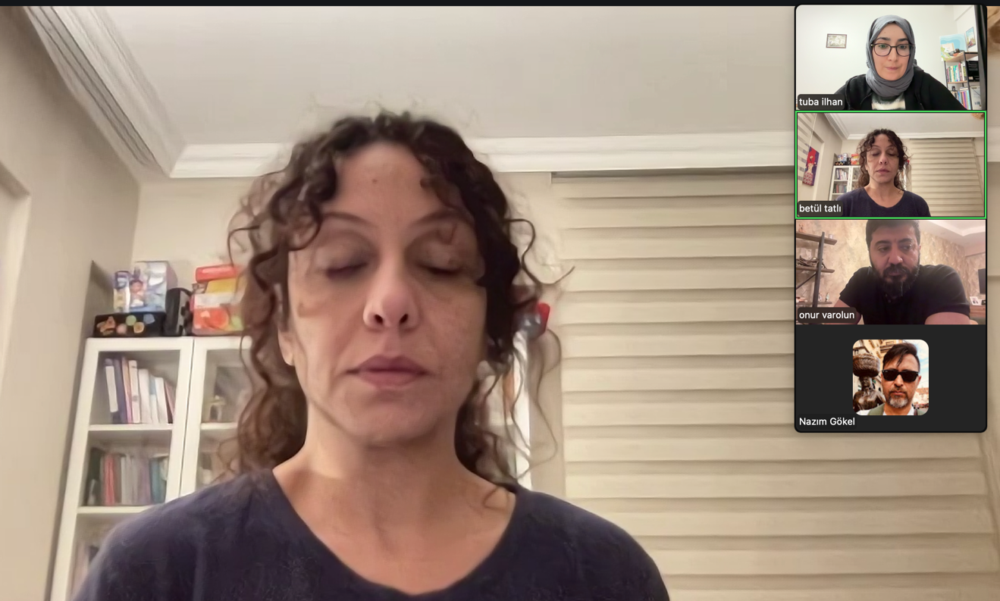 tuba ilhan
betül tatlı
onur varolun
Nazım Gökel